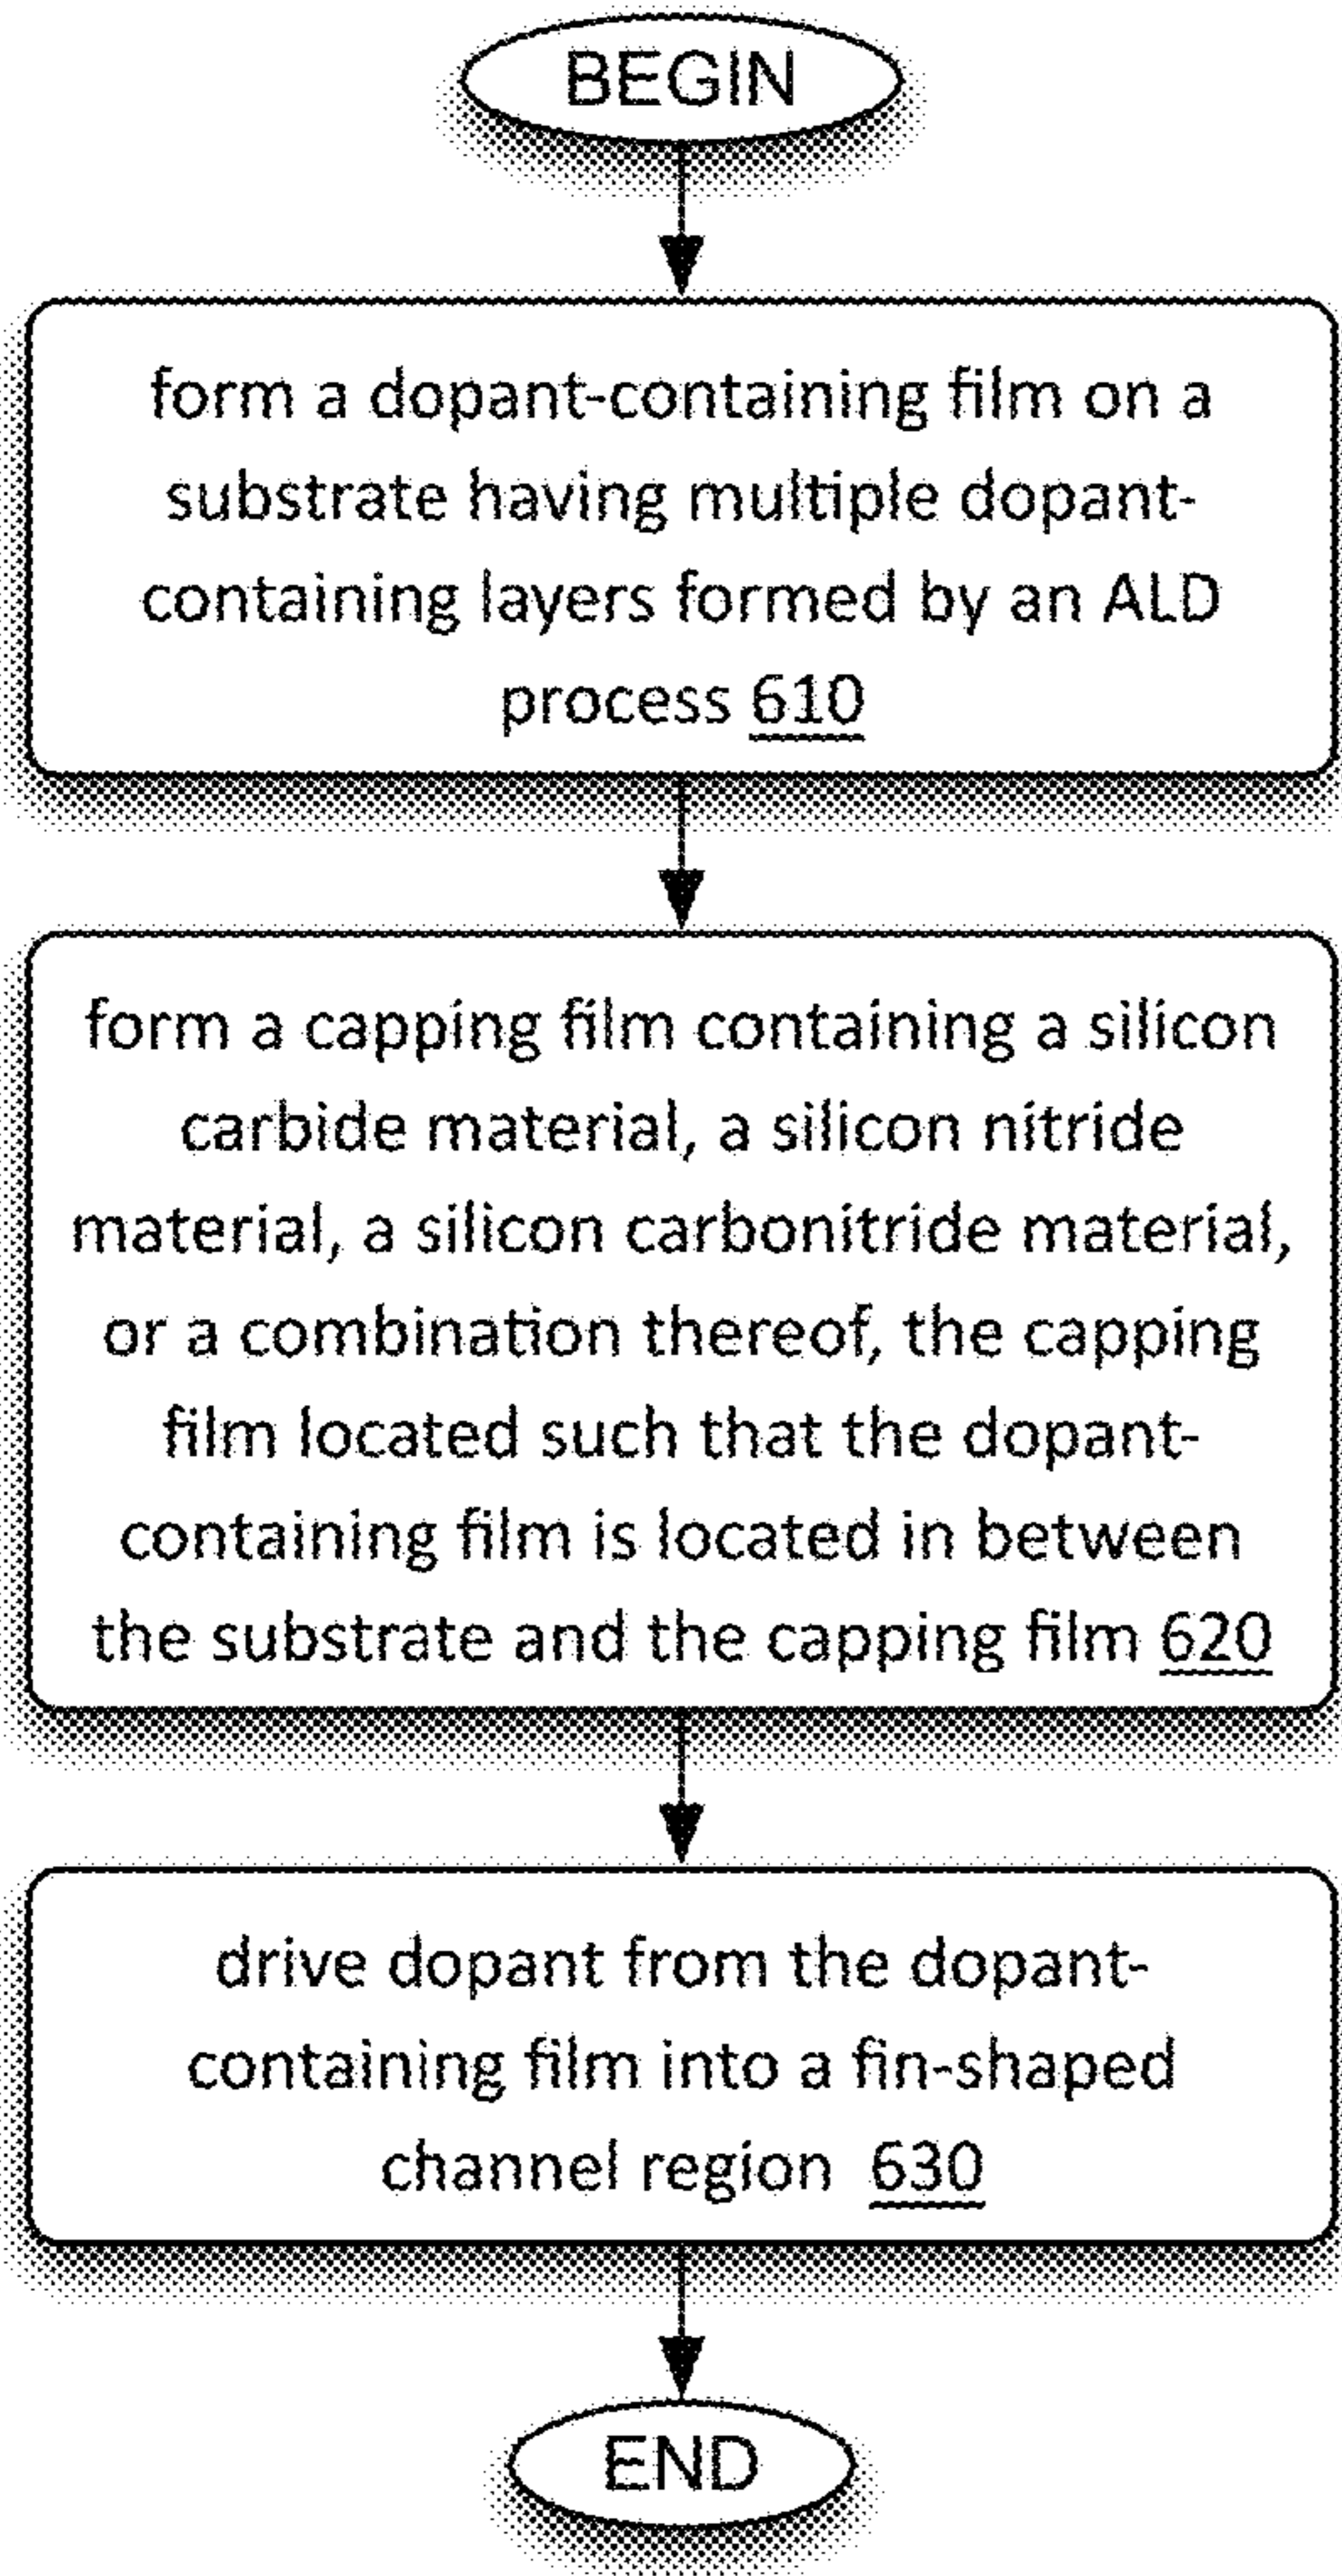 BEGIN
form a dopant-containing film on a
substrate having multiple dopant-
containing layers formed by an ALD
process 610
form a capping film containing a silicon
carbide material, a silicon nitride
material, a silicon carbonitride material,
or a combination thereof, the capping
film located such that the dopant-
containing film is located in between
the substrate and the capping film 620
drive dopant from the dopant-
containing film into a fin-shaped
channel region 630
END